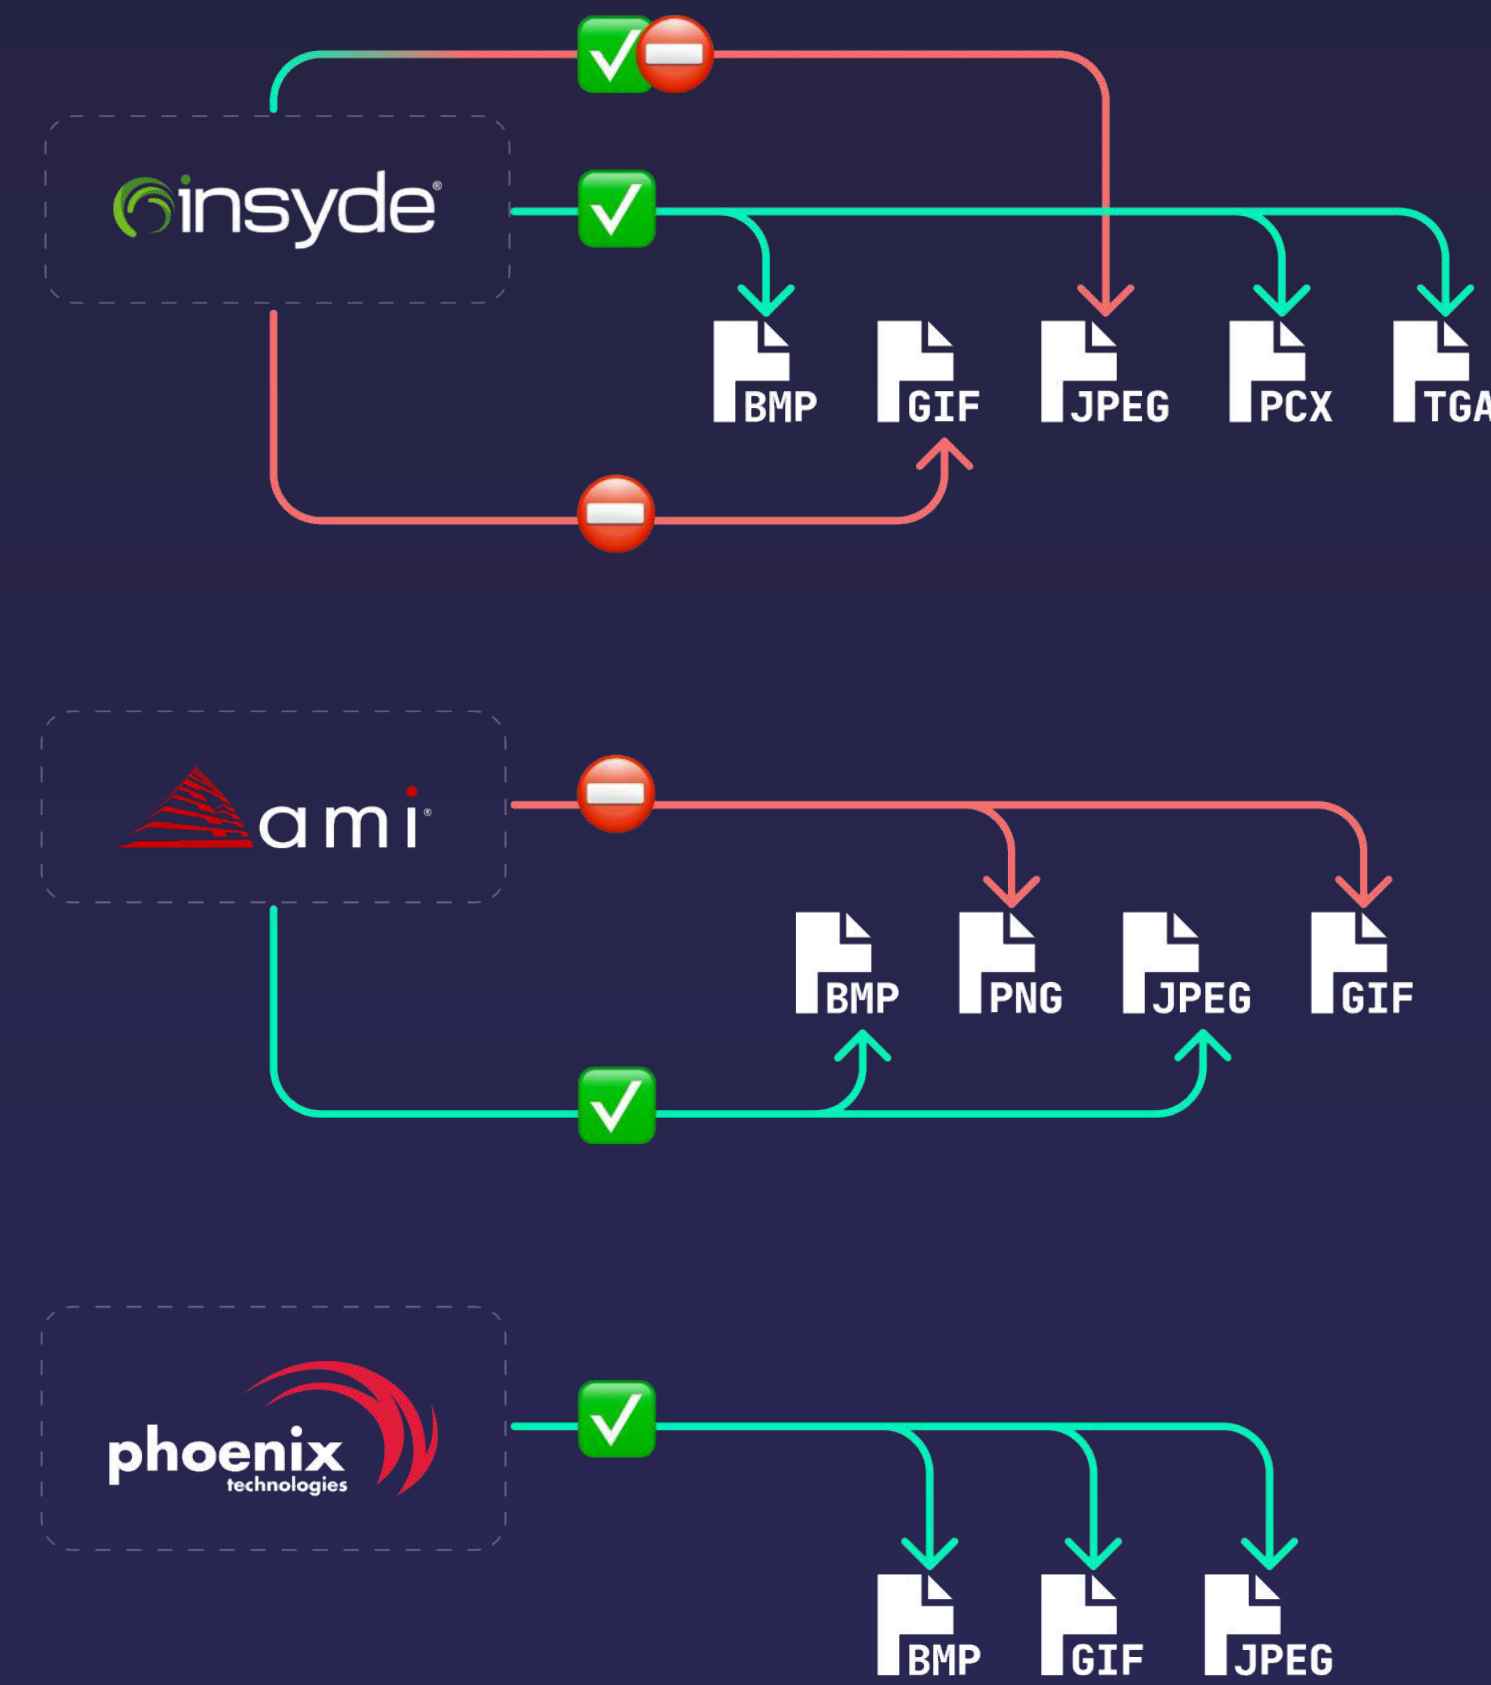 insyde®
BMP GIF JPEG PCX TGA
ami®
BMP PNG JPEG GIF
phoenix
technologies
BMP GIF JPEG